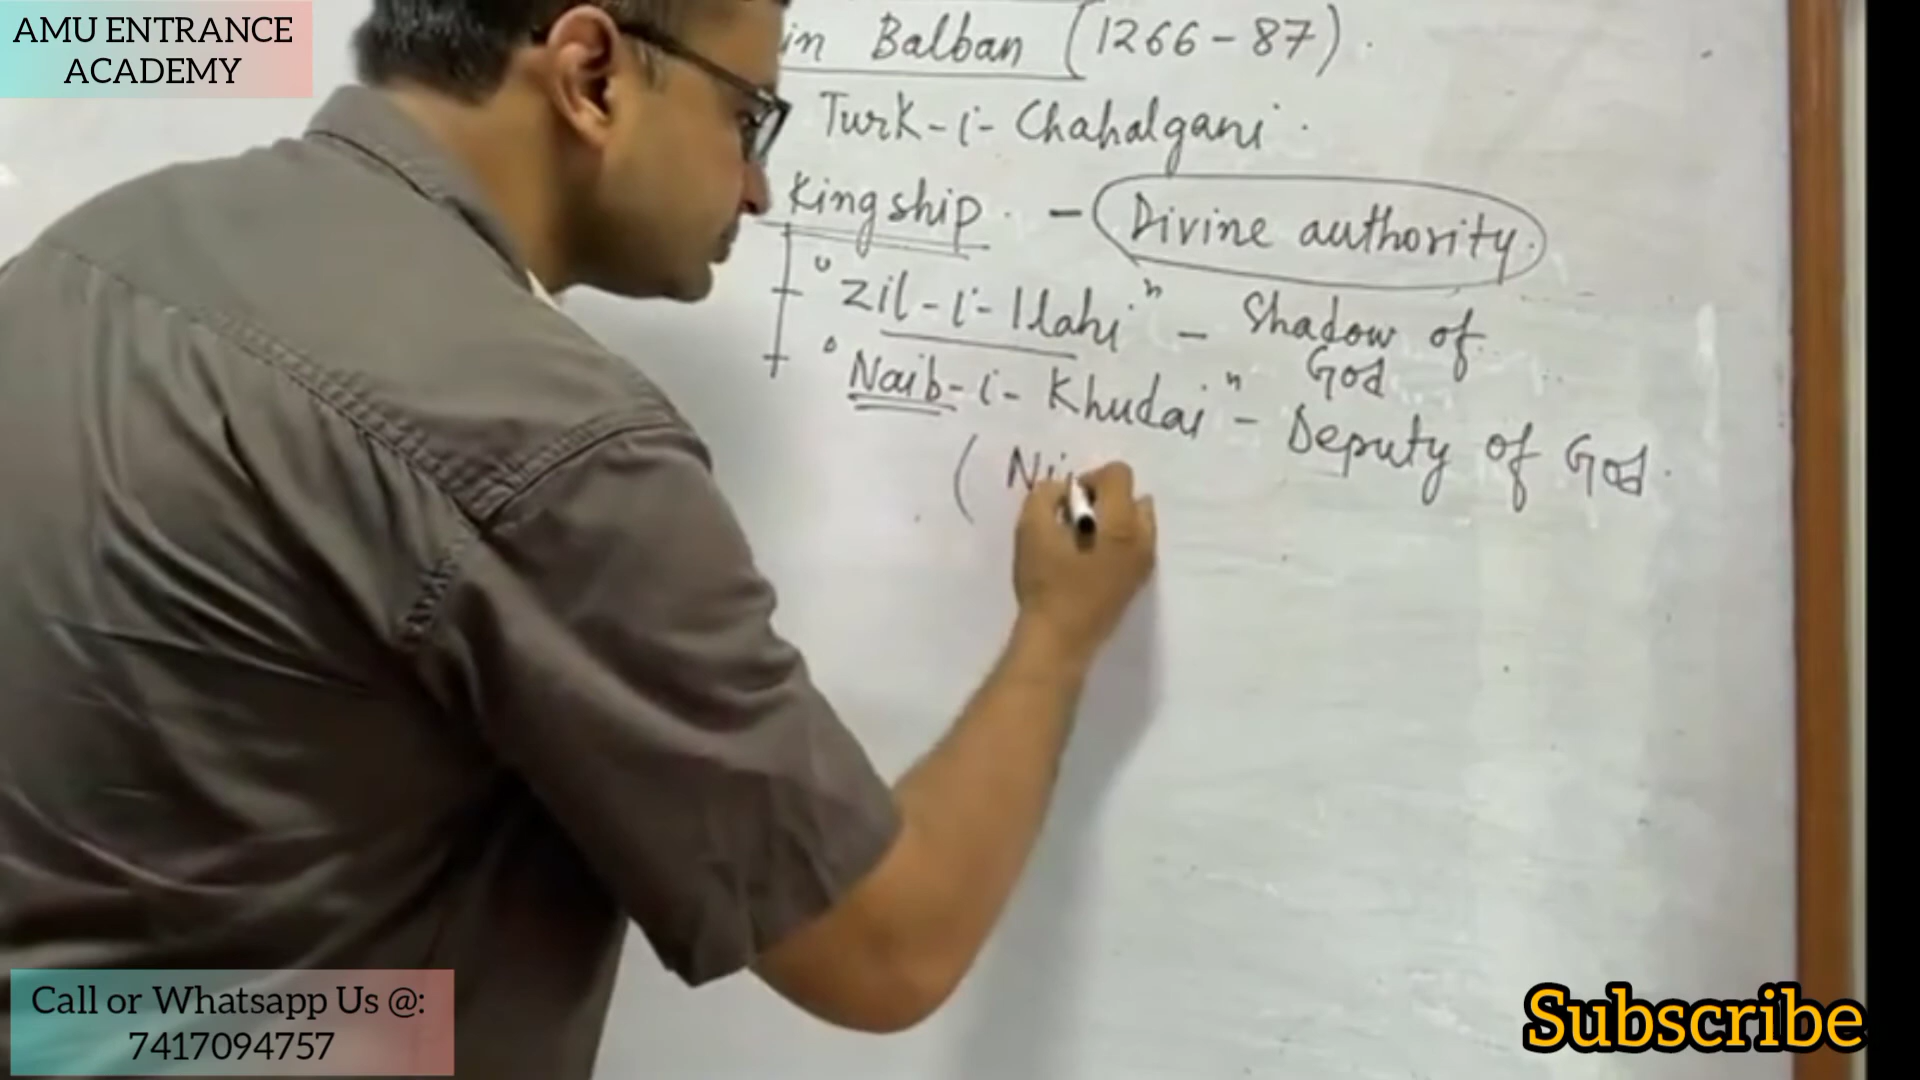 AMU ENTRANCE
ACADEMY
in Balban (1266-87).
Turk-i-Chahalgani.
Kingship. - Divine authority.
"Zil-i-Ilahi" - Shadow of
God
"Naib-i-Khudai" - Deputy of God.
(
Call or Whatsapp Us @:
7417094757
Subscribe